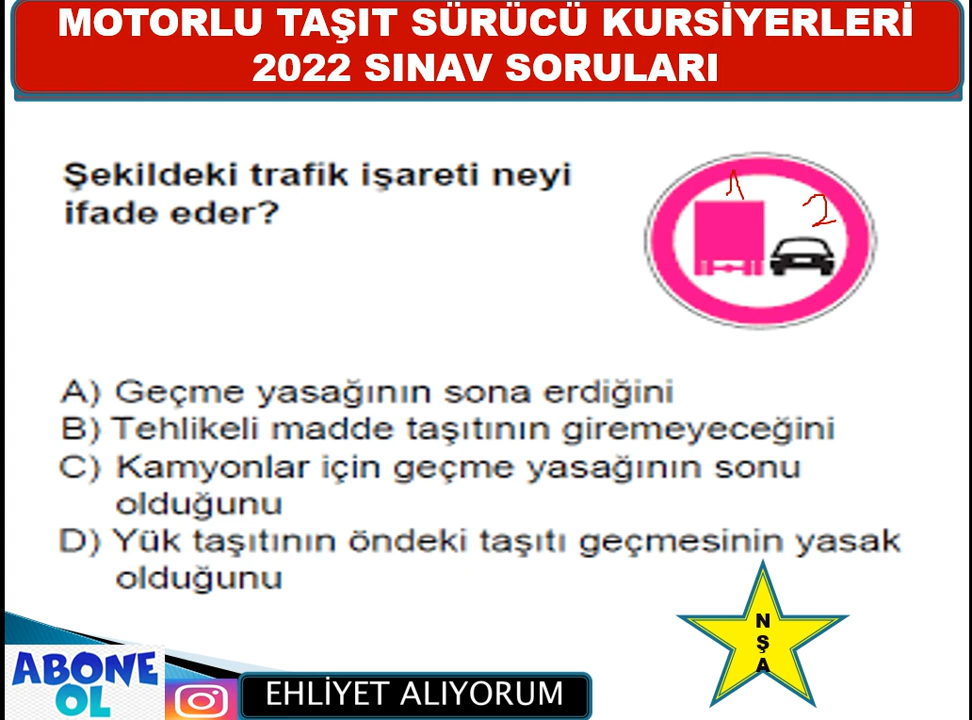 MOTORLU TAŞIT SÜRÜCÜ KURSİYERLERİ
2022 SINAV SORULARI
Şekildeki trafik işareti neyi
ifade eder?
1
2
A) Geçme yasağının sona erdiğini
B) Tehlikeli madde taşıtının giremeyeceğini
C) Kamyonlar için geçme yasağının sonu
olduğunu
D) Yük taşıtının öndeki taşıtı geçmesinin yasak
olduğunu
N
Ş
A
ABONE
OL
EHLİYET ALIYORUM